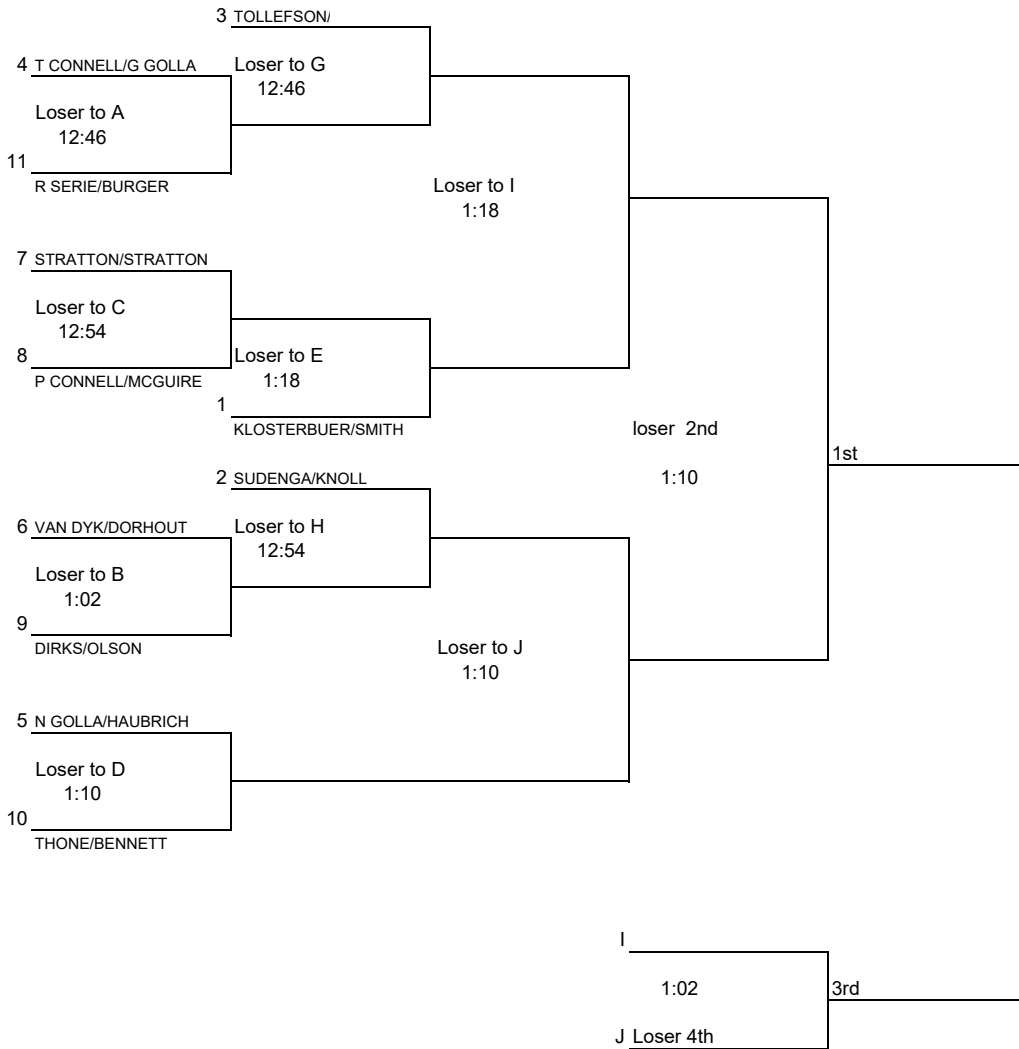 3 TOLLEFSON/
4 T CONNELL/G GOLLA
Loser to G
12:46
Loser to A
12:46
11
R SERIE/BURGER
Loser to I
1:18
7 STRATTON/STRATTON
Loser to C
12:54
8
P CONNELL/MCGUIRE
Loser to E
1:18
1
KLOSTERBUER/SMITH
loser 2nd
1:10
1st
2 SUDENGA/KNOLL
6 VAN DYK/DORHOUT
Loser to H
12:54
Loser to B
1:02
9
DIRKS/OLSON
Loser to J
1:10
5 N GOLLA/HAUBRICH
Loser to D
1:10
10
THONE/BENNETT
I
1:02
3rd
J Loser 4th